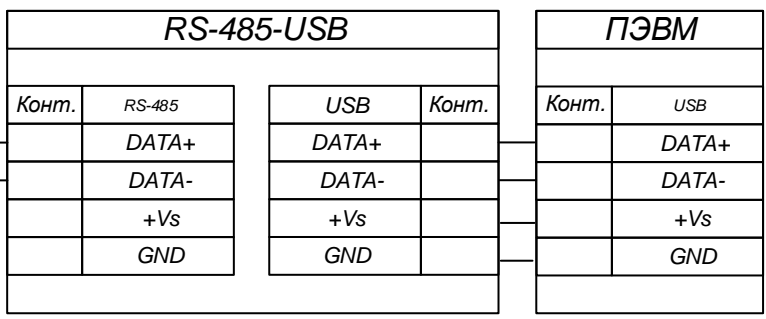 RS-485-USB ПЭВМ
Конт. RS-485 USB Конт. Конт. USB
DATA+ DATA+ DATA+
DATA- DATA- DATA-
+Vs +Vs +Vs
GND GND GND